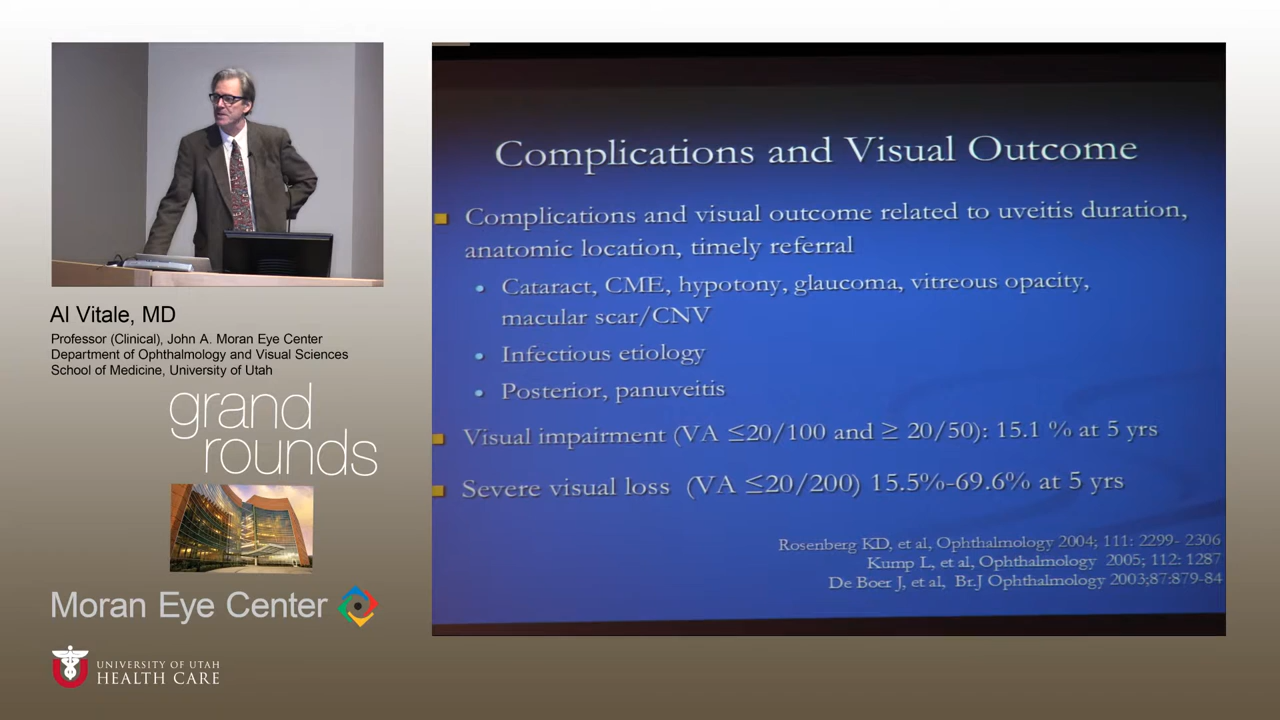 Al Vitale, MD
Professor (Clinical), John A. Moran Eye Center
Department of Ophthalmology and Visual Sciences
School of Medicine, University of Utah
grand
rounds
Moran Eye Center
UNIVERSITY OF UTAH
HEALTH CARE
Complications and Visual Outcome
Complications and visual outcome related to uveitis duration,
anatomic location, timely referral
Cataract, CME, hypotony, glaucoma, vitreous opacity,
macular scar/CNV
Infectious etiology
Posterior, panuveitis
Visual impairment (VA ≤20/100 and ≥ 20/50): 15.1 % at 5 yrs
Severe visual loss (VA ≤20/200) 15.5%-69.6% at 5 yrs
Rosenberg KD, et al, Ophthalmology 2004; 111: 2299- 2306
Kump L, et al, Ophthalmology 2005; 112: 1287
De Boer J, et al, Br.J Ophthalmology 2003;87:879-84